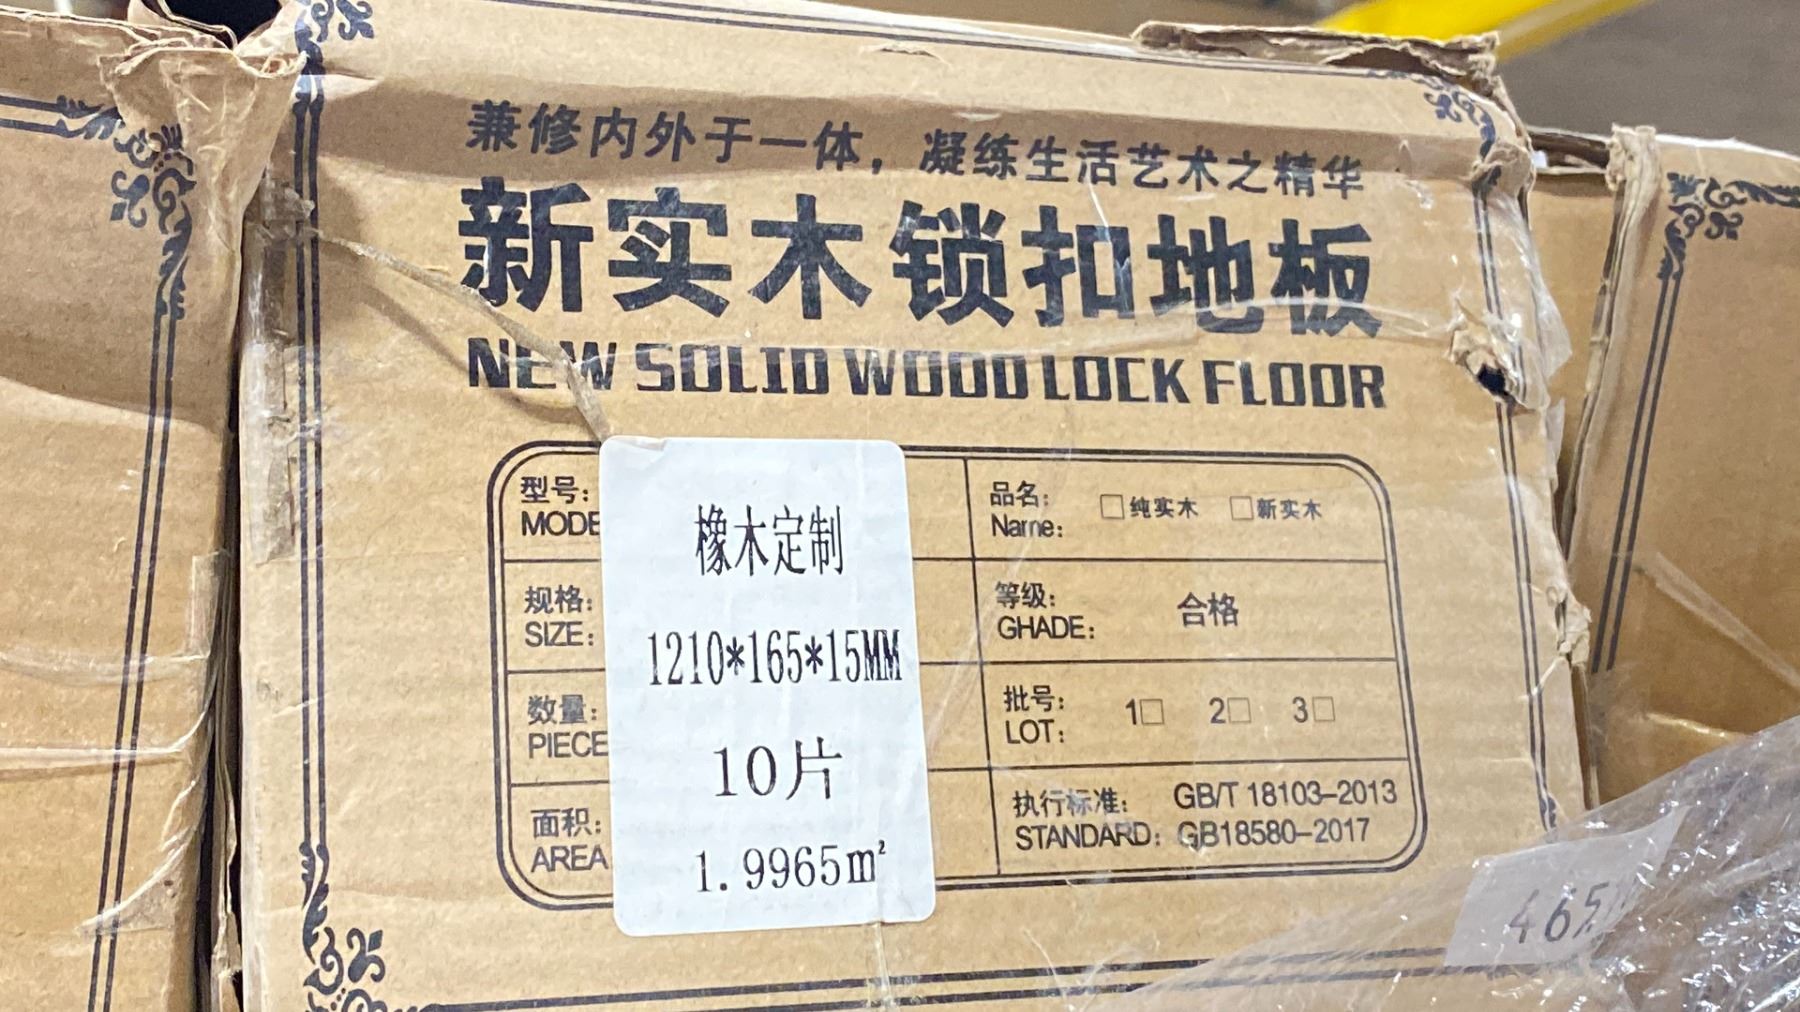 兼修内外于一体，凝练生活艺术之精华
新实木锁扣地板
NEW SOLID WOOD LOCK FLOOR
型号:
MODE
品名:
Name:
□纯实木 □新实木
橡木定制
规格:
SIZE:
1210*165*15MM
等级:
GHADE:
合格
数量:
PIECE
10片
批号:
LOT:
1□ 2□ 3□
面积:
AREA
1.9965m²
执行标准: GB/T 18103-2013
STANDARD: GB18580-2017